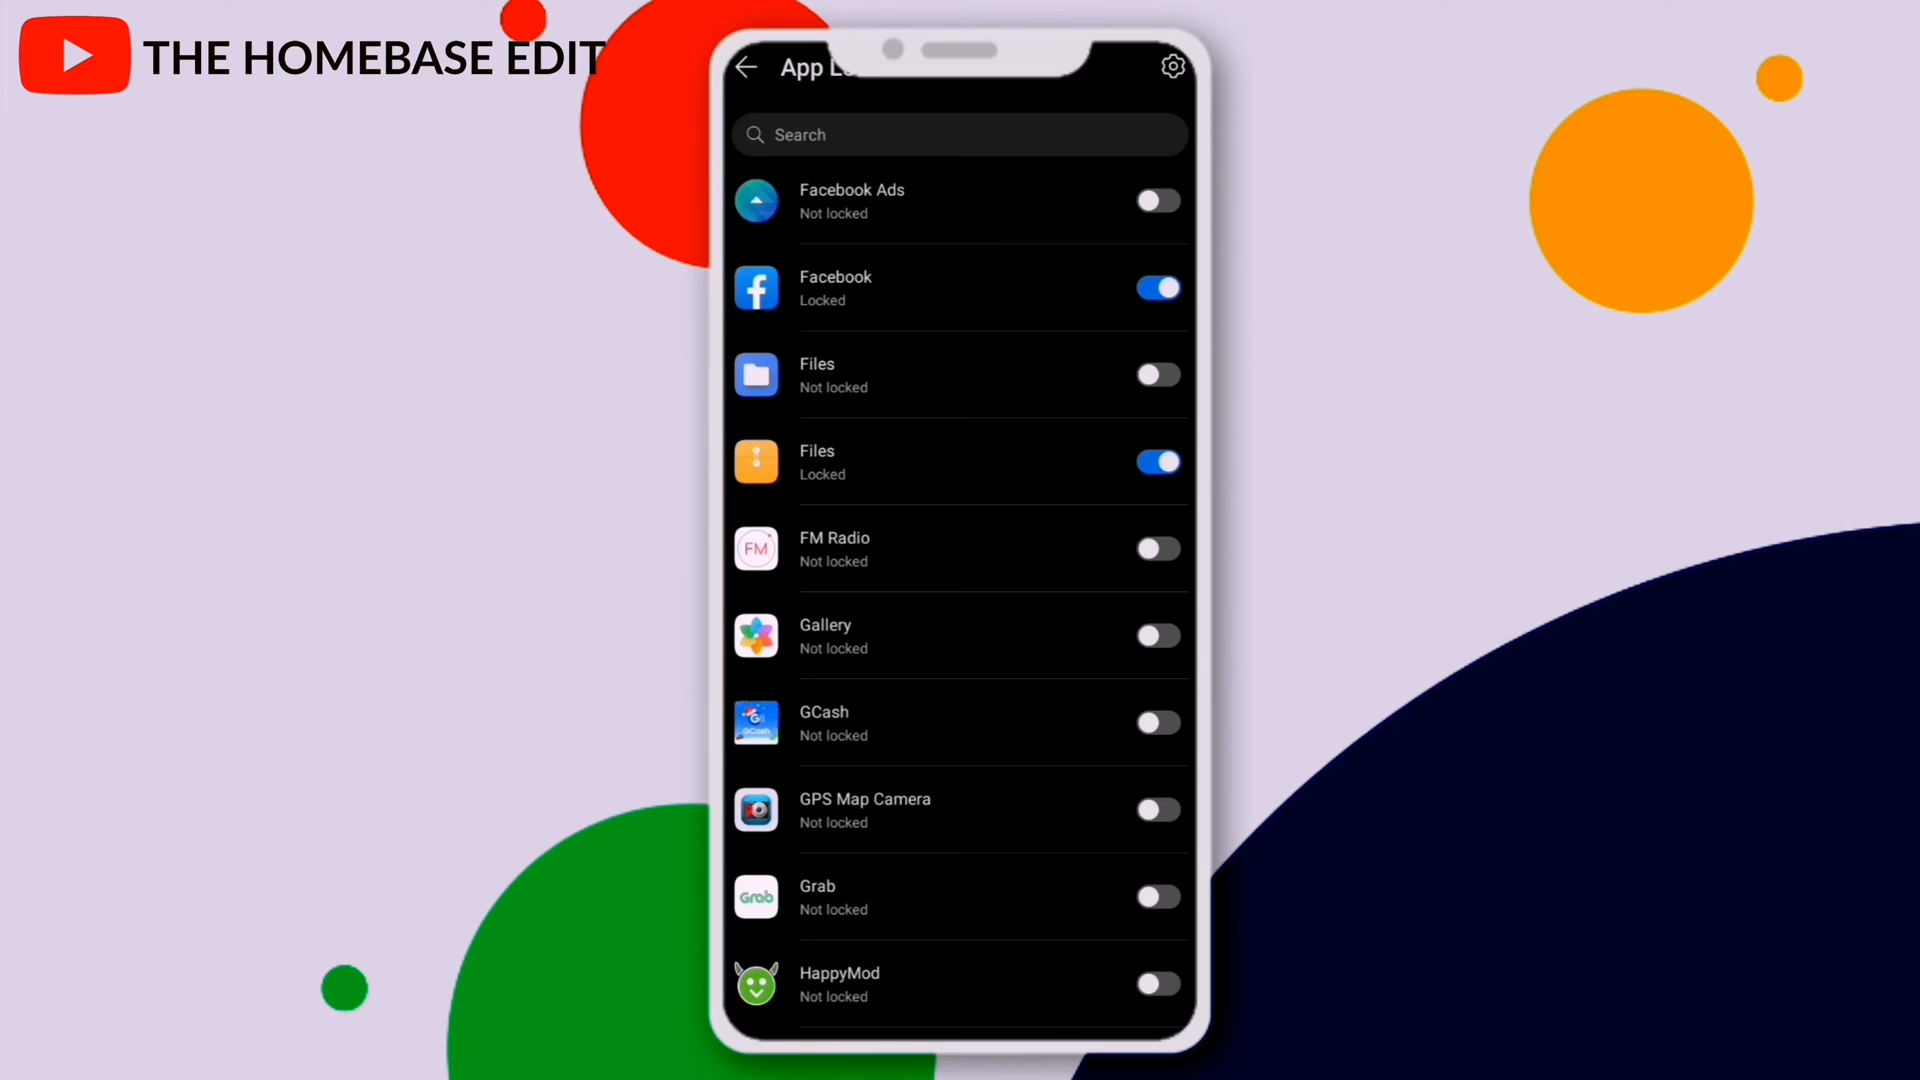 THE HOMEBASE EDIT
App L
Search
Facebook Ads
Not locked
Facebook
Locked
Files
Not locked
Files
Locked
FM
FM Radio
Not locked
Gallery
Not locked
GCash
GCash
Not locked
GPS Map Camera
Not locked
Grab
Grab
Not locked
HappyMod
Not locked